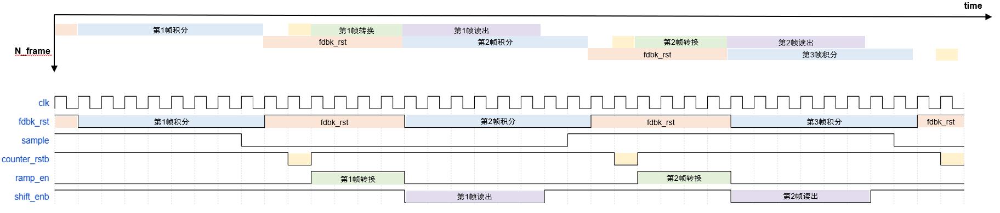 time
第1帧积分
第1帧转换
第1帧读出
fdbk_rst
第2帧积分
第2帧转换
第2帧读出
N_frame
fdbk_rst
第3帧积分
clk
fdbk_rst
第1帧积分
fdbk_rst
第2帧积分
fdbk_rst
第3帧积分
fdbk_rst
sample
counter_rstb
ramp_en
第1帧转换
第2帧转换
shift_enb
第1帧读出
第2帧读出